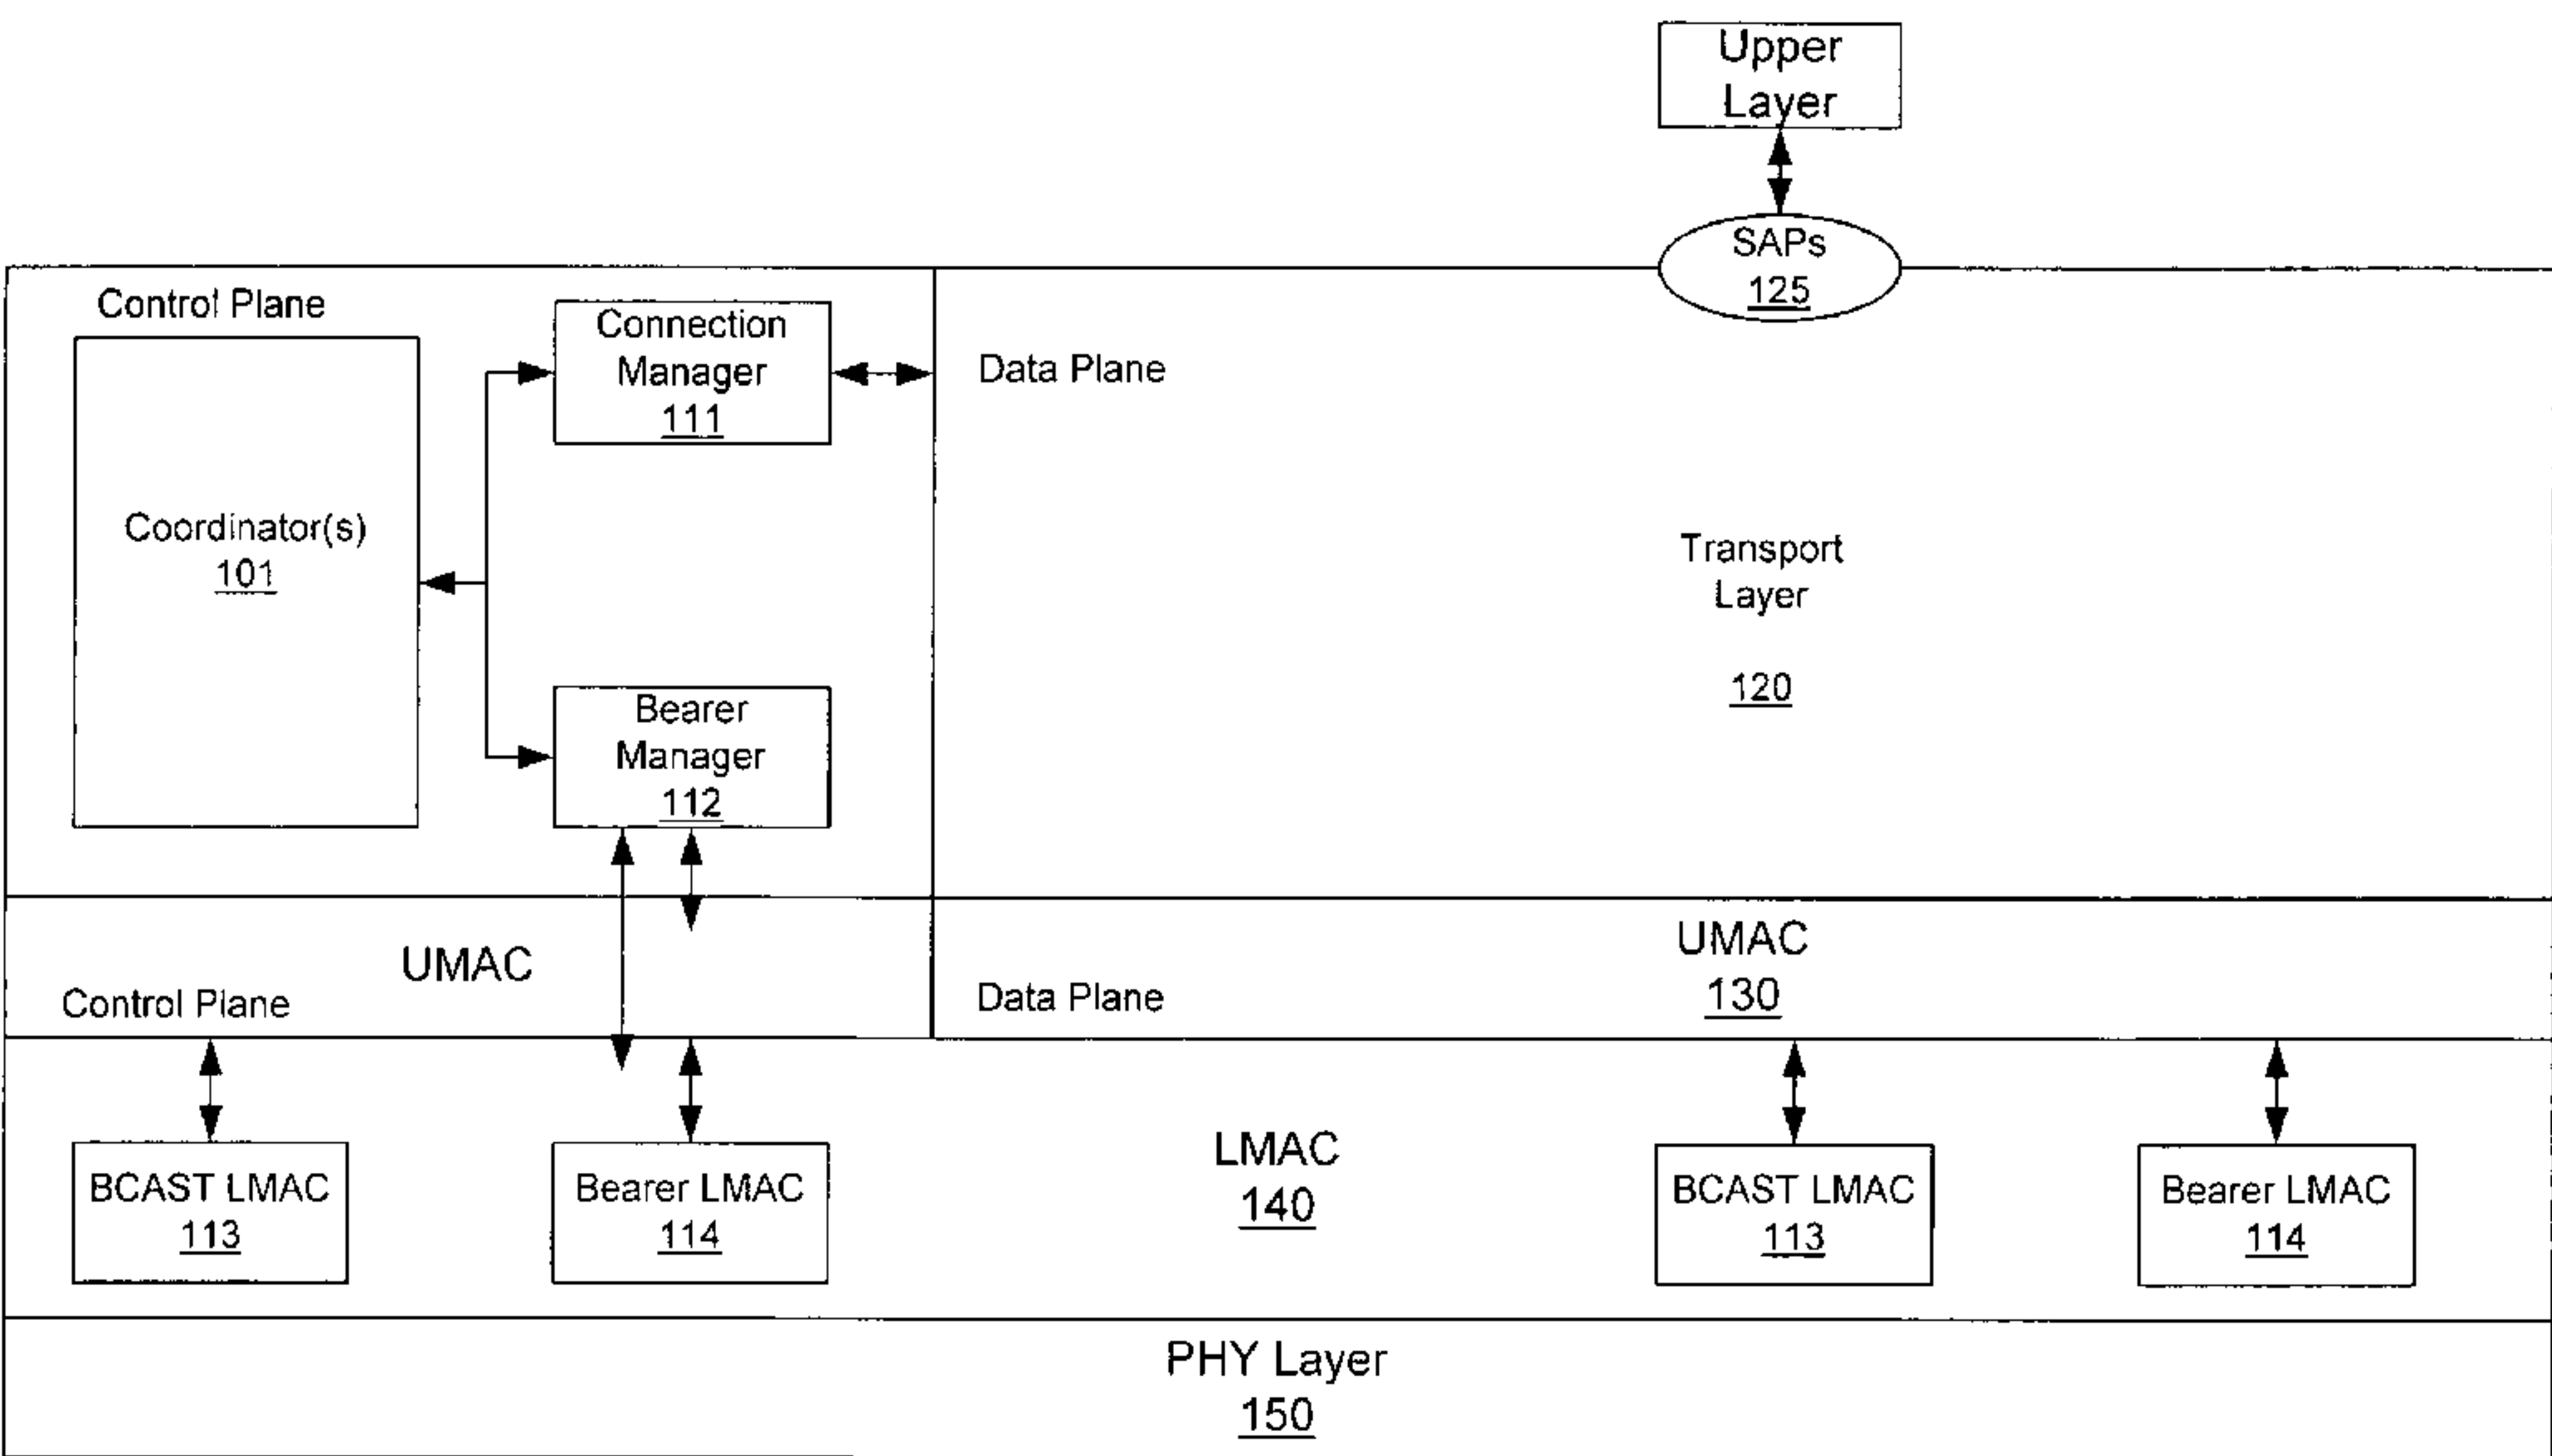 Upper
Layer
SAPs
125
Control Plane
Connection
Manager
111
Data Plane
Coordinator(s)
101
Transport
Layer
120
Bearer
Manager
112
UMAC
Control Plane
UMAC
130
Data Plane
BCAST LMAC
113
Bearer LMAC
114
LMAC
140
BCAST LMAC
113
Bearer LMAC
114
PHY Layer
150